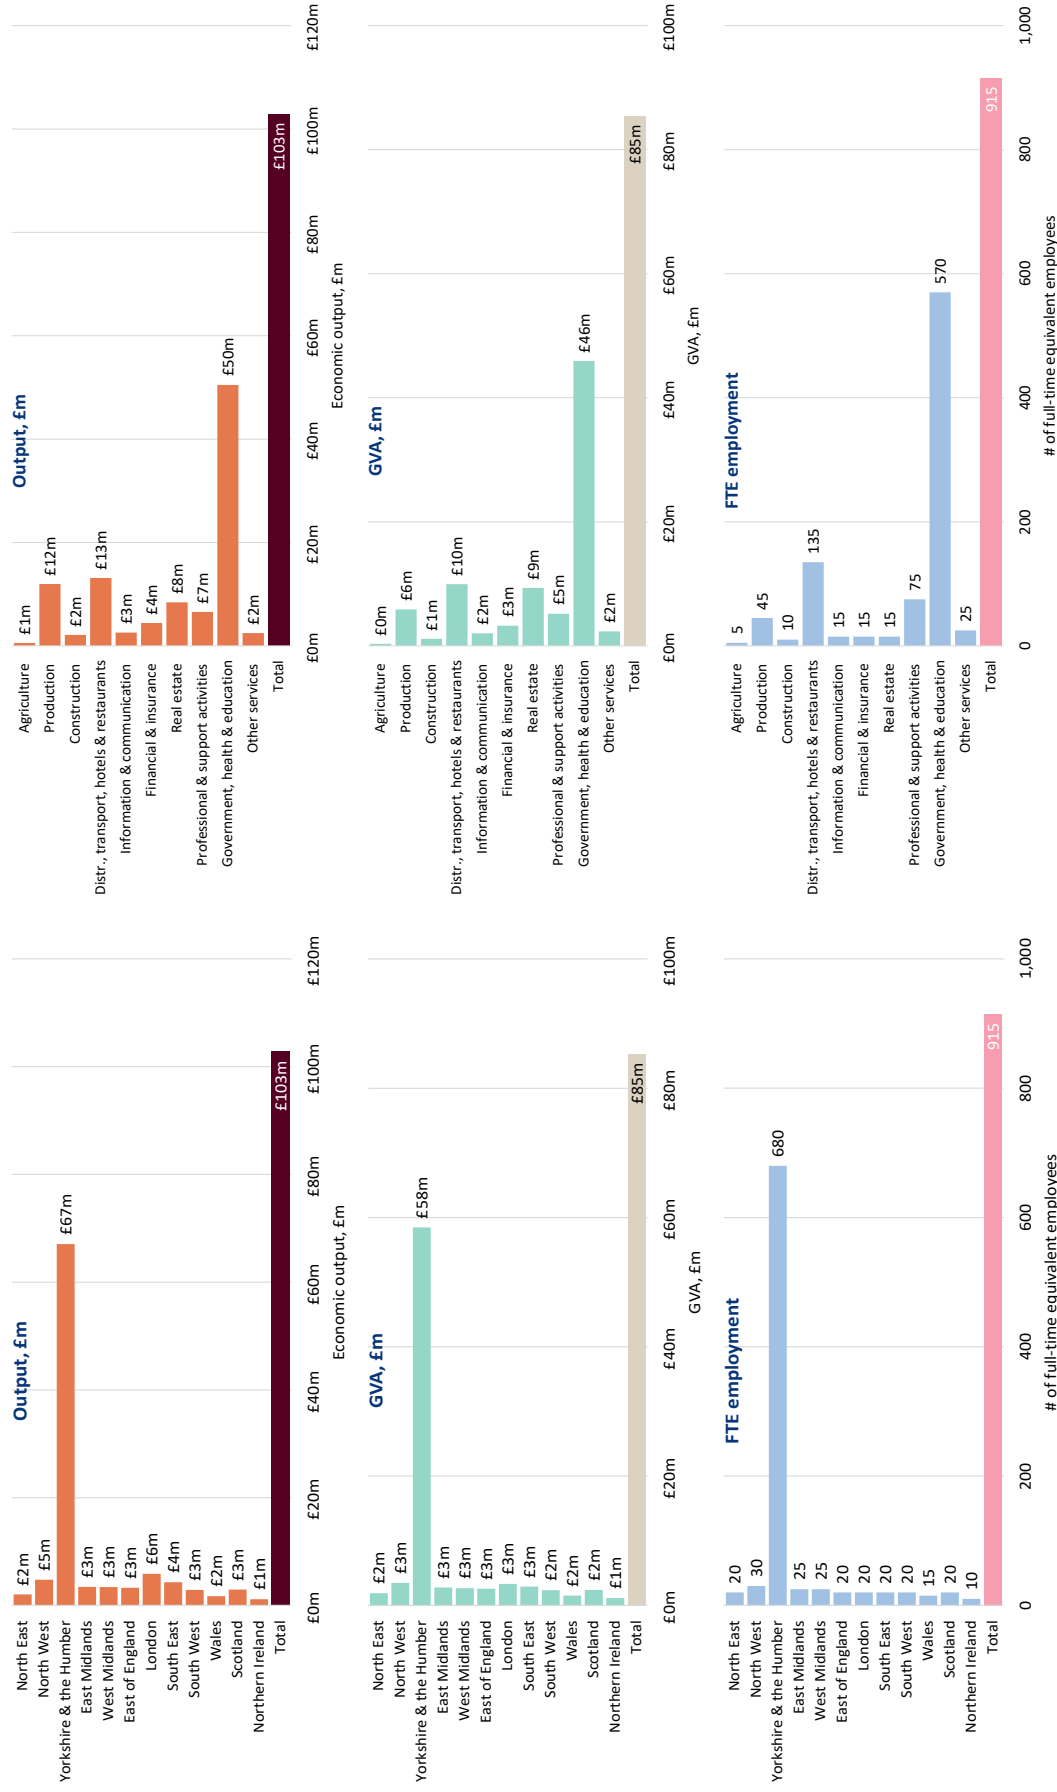 Output, £m
North East £2m
North West £5m
Yorkshire & the Humber £67m
East Midlands £3m
West Midlands £3m
East of England £3m
London £6m
South East £4m
South West £3m
Wales £2m
Scotland £3m
Northern Ireland £1m
Total £103m
£0m £20m £40m £60m £80m £100m £120m
Economic output, £m
GVA, £m
North East £2m
North West £3m
Yorkshire & the Humber £58m
East Midlands £3m
West Midlands £3m
East of England £3m
London £3m
South East £3m
South West £2m
Wales £2m
Scotland £2m
Northern Ireland £1m
Total £85m
£0m £20m £40m £60m £80m £100m
GVA, £m
FTE employment
North East 20
North West 30
Yorkshire & the Humber 680
East Midlands 25
West Midlands 25
East of England 20
London 20
South East 20
South West 20
Wales 15
Scotland 20
Northern Ireland 10
Total 915
0 200 400 600 800 1,000
# of full-time equivalent employees
Output, £m
Agriculture £1m
Production £12m
Construction £2m
Distr., transport, hotels & restaurants £13m
Information & communication £3m
Financial & insurance £4m
Real estate £8m
Professional & support activities £7m
Government, health & education £50m
Other services £2m
Total £103m
£0m £20m £40m £60m £80m £100m £120m
Economic output, £m
GVA, £m
Agriculture £0m
Production £6m
Construction £1m
Distr., transport, hotels & restaurants £10m
Information & communication £2m
Financial & insurance £3m
Real estate £9m
Professional & support activities £5m
Government, health & education £46m
Other services £2m
Total £85m
£0m £20m £40m £60m £80m £100m
GVA, £m
FTE employment
Agriculture 5
Production 45
Construction 10
Distr., transport, hotels & restaurants 135
Information & communication 15
Financial & insurance 15
Real estate 15
Professional & support activities 75
Government, health & education 570
Other services 25
Total 915
0 200 400 600 800 1,000
# of full-time equivalent employees